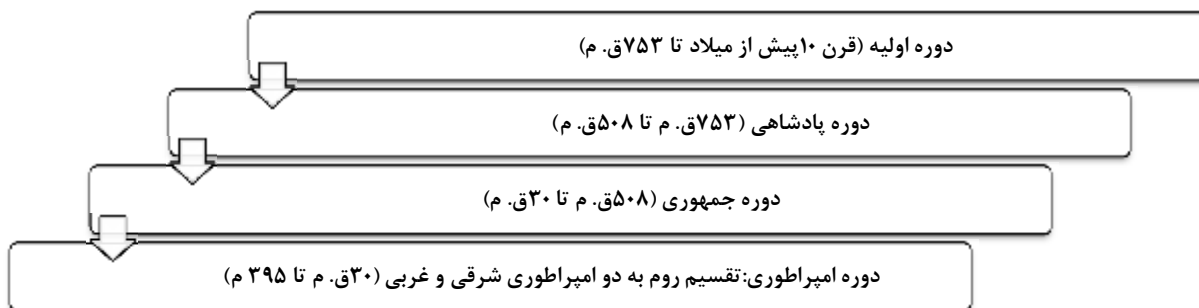 دوره اولیه (قرن ۱۰پیش از میلاد تا ۷۵۳ق. م)
دوره پادشاهی (۷۵۳ق. م تا ۵۰۸ق. م)
دوره جمهوری (۵۰۸ق. م تا ۳۰ق. م)
دوره امپراطوری:تقسیم روم به دو امپراطوری شرقی و غربی (۳۰ق. م تا ۳۹۵ م)